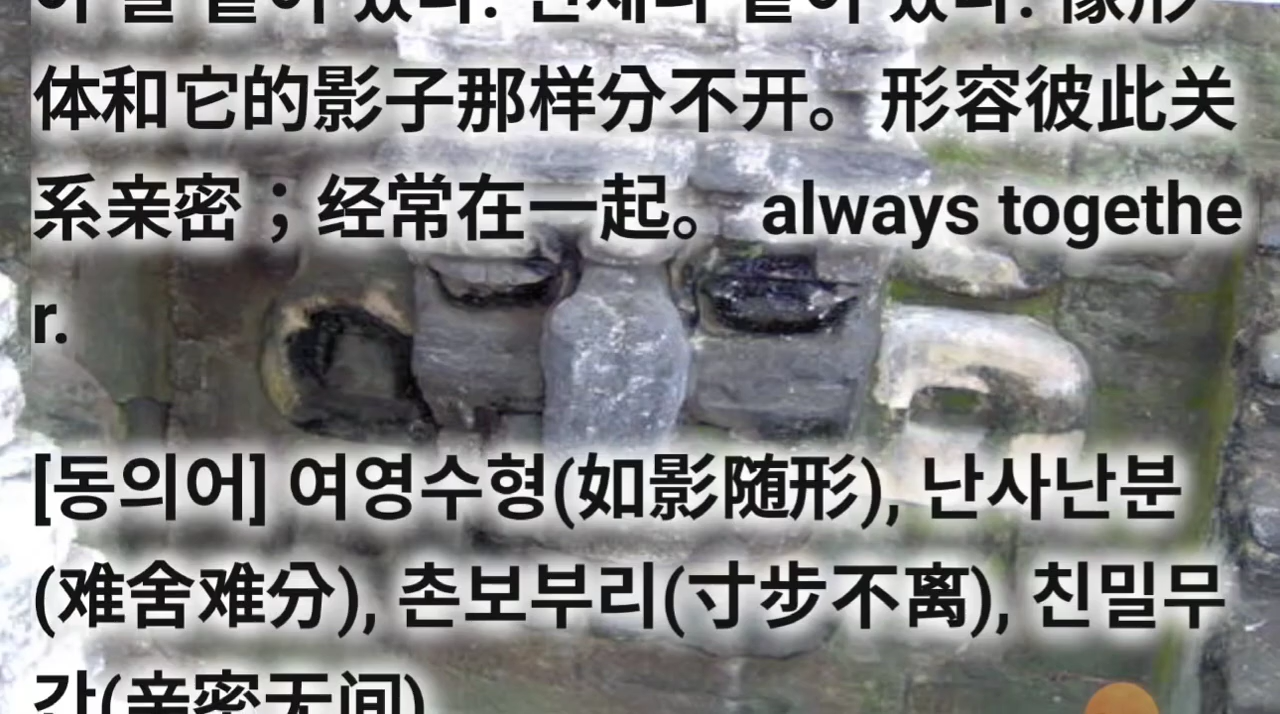 体和它的影子那样分不开。形容彼此关
系亲密；经常在一起。 always togethe
r.
[동의어] 여영수형(如影随形), 난사난분
(难舍难分), 촌보부리(寸步不离), 친밀무
간(亲密无间)